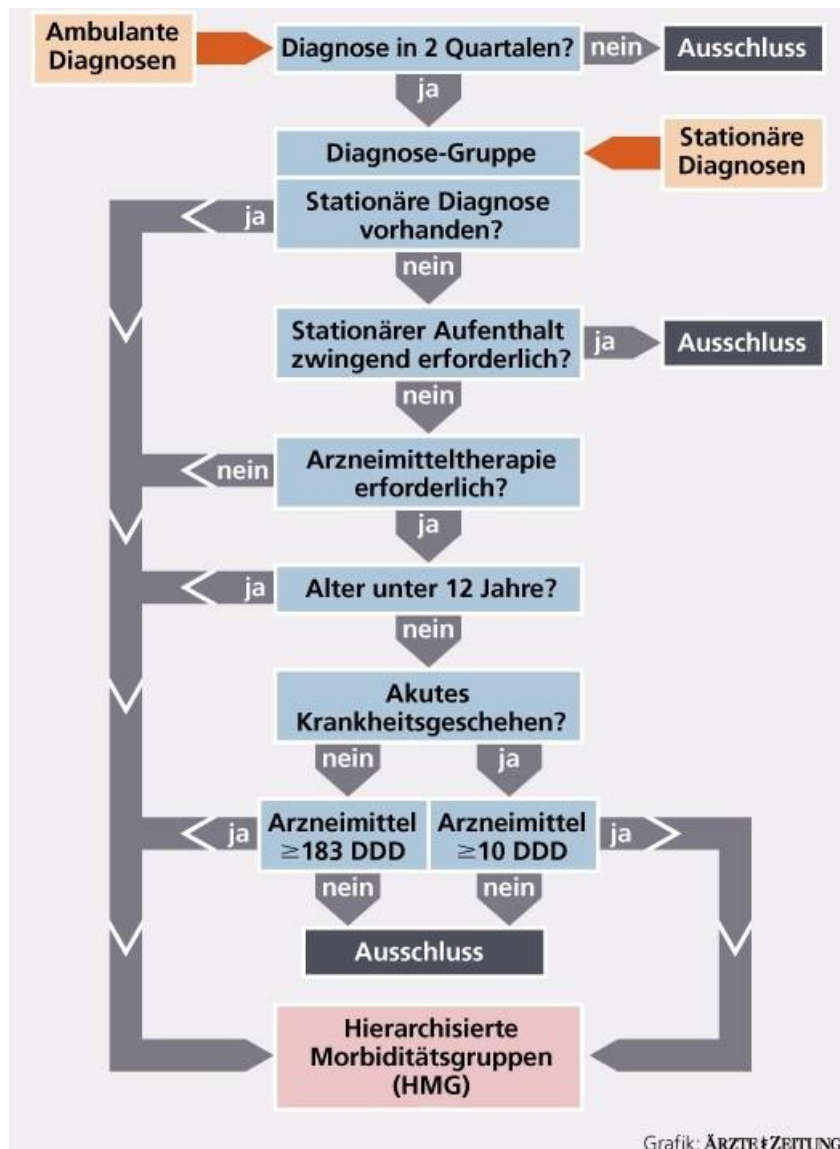 Ambulante
Diagnosen
Diagnose in 2 Quartalen?
nein
Ausschluss
ja
Diagnose-Gruppe
Stationäre
Diagnosen
ja
Stationäre Diagnose
vorhanden?
nein
Stationärer Aufenthalt
zwingend erforderlich?
ja
Ausschluss
nein
nein
Arzneimitteltherapie
erforderlich?
ja
ja
Alter unter 12 Jahre?
nein
Akutes
Krankheitsgeschehen?
nein
ja
ja
Arzneimittel
≥183 DDD
Arzneimittel
≥10 DDD
ja
nein
nein
Ausschluss
Hierarchisierte
Morbiditätsgruppen
(HMG)
Grafik: ÄRZTE ZEITUNG